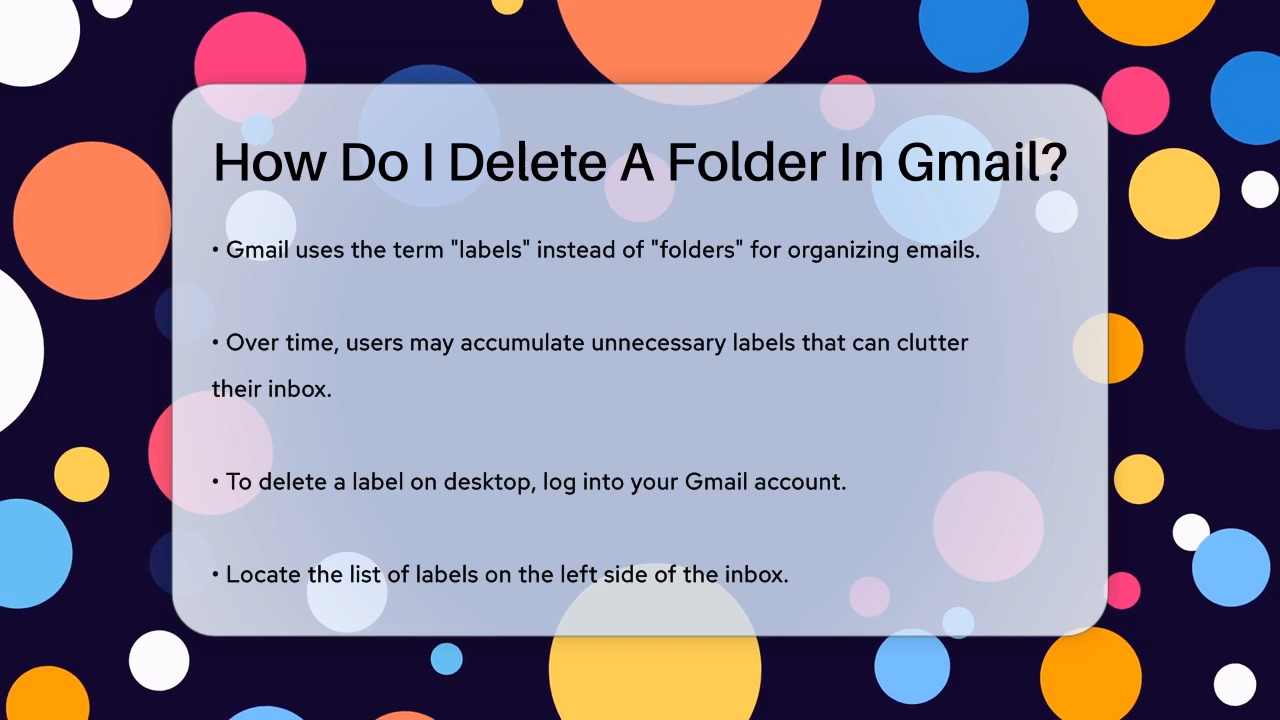 How Do I Delete A Folder In Gmail?
• Gmail uses the term "labels" instead of "folders" for organizing emails.
• Over time, users may accumulate unnecessary labels that can clutter
their inbox.
• To delete a label on desktop, log into your Gmail account.
• Locate the list of labels on the left side of the inbox.